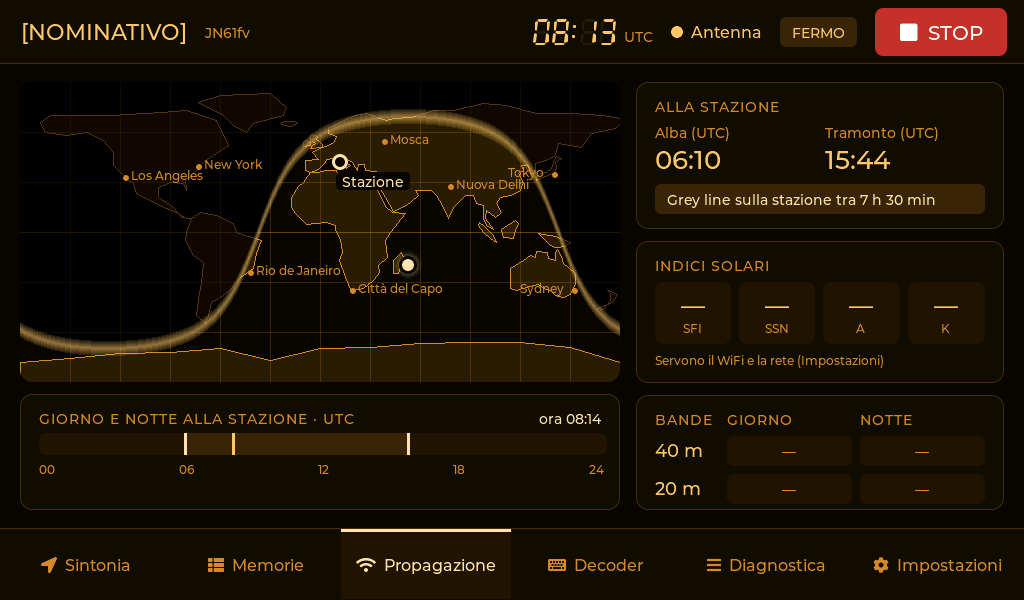 [NOMINATIVO] JN61fv 08:13 UTC Antenna FERMO STOP
Mosca
New York
Los Angeles
Stazione
Tokyo
Nuova Delhi
Rio de Janeiro
Città del Capo
Sydney
ALLA STAZIONE
Alba (UTC) Tramonto (UTC)
06:10 15:44
Grey line sulla stazione tra 7 h 30 min
INDICI SOLARI
— — — —
SFI SSN A K
Servono il WiFi e la rete (Impostazioni)
GIORNO E NOTTE ALLA STAZIONE · UTC ora 08:14
00 06 12 18 24
BANDE GIORNO NOTTE
40 m — —
20 m — —
Sintonia Memorie Propagazione Decoder Diagnostica Impostazioni